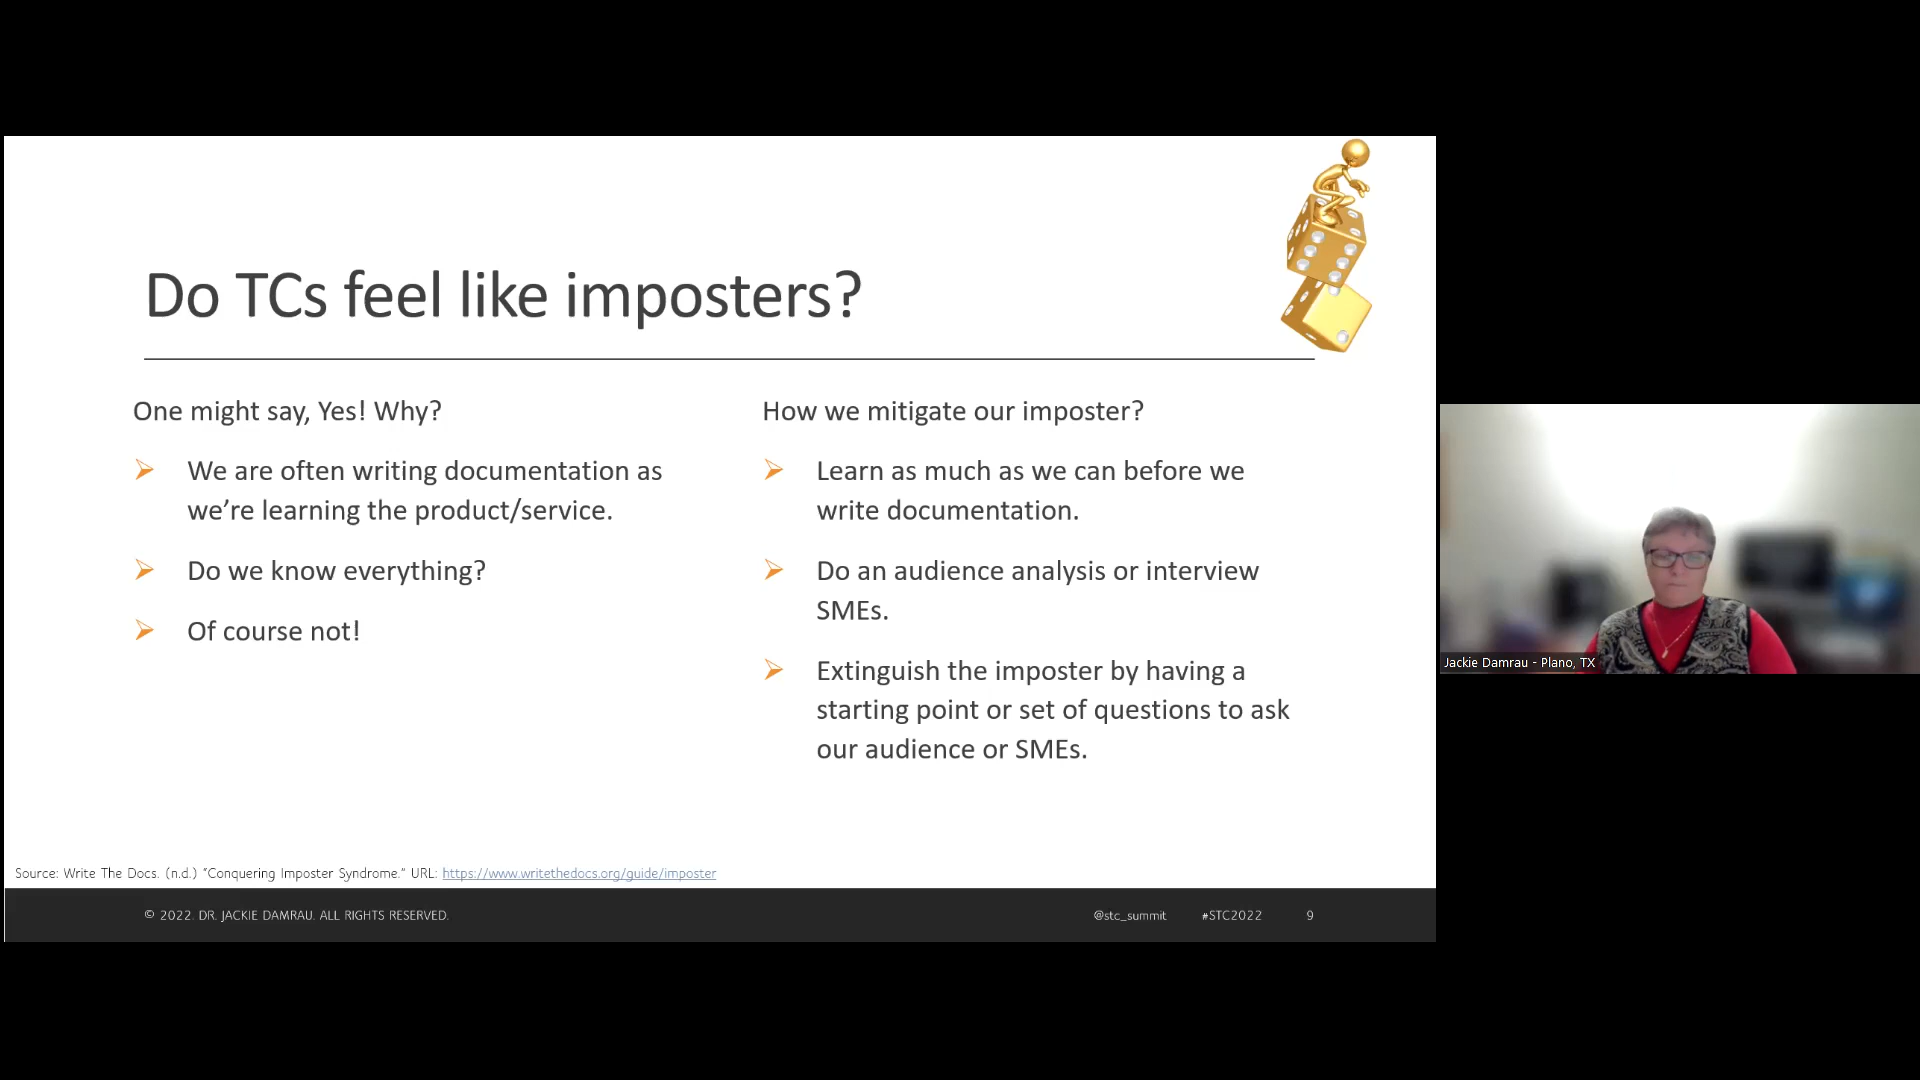 Do TCs feel like imposters?
One might say, Yes! Why?
We are often writing documentation as
we’re learning the product/service.
Do we know everything?
Of course not!
How we mitigate our imposter?
Learn as much as we can before we
write documentation.
Do an audience analysis or interview
SMEs.
Extinguish the imposter by having a
starting point or set of questions to ask
our audience or SMEs.
Source: Write The Docs. (n.d.) “Conquering Imposter Syndrome.” URL: https://www.writethedocs.org/guide/imposter
© 2022. DR. JACKIE DAMRAU. ALL RIGHTS RESERVED.
@stc_summit #STC2022 9
Jackie Damrau - Plano, TX